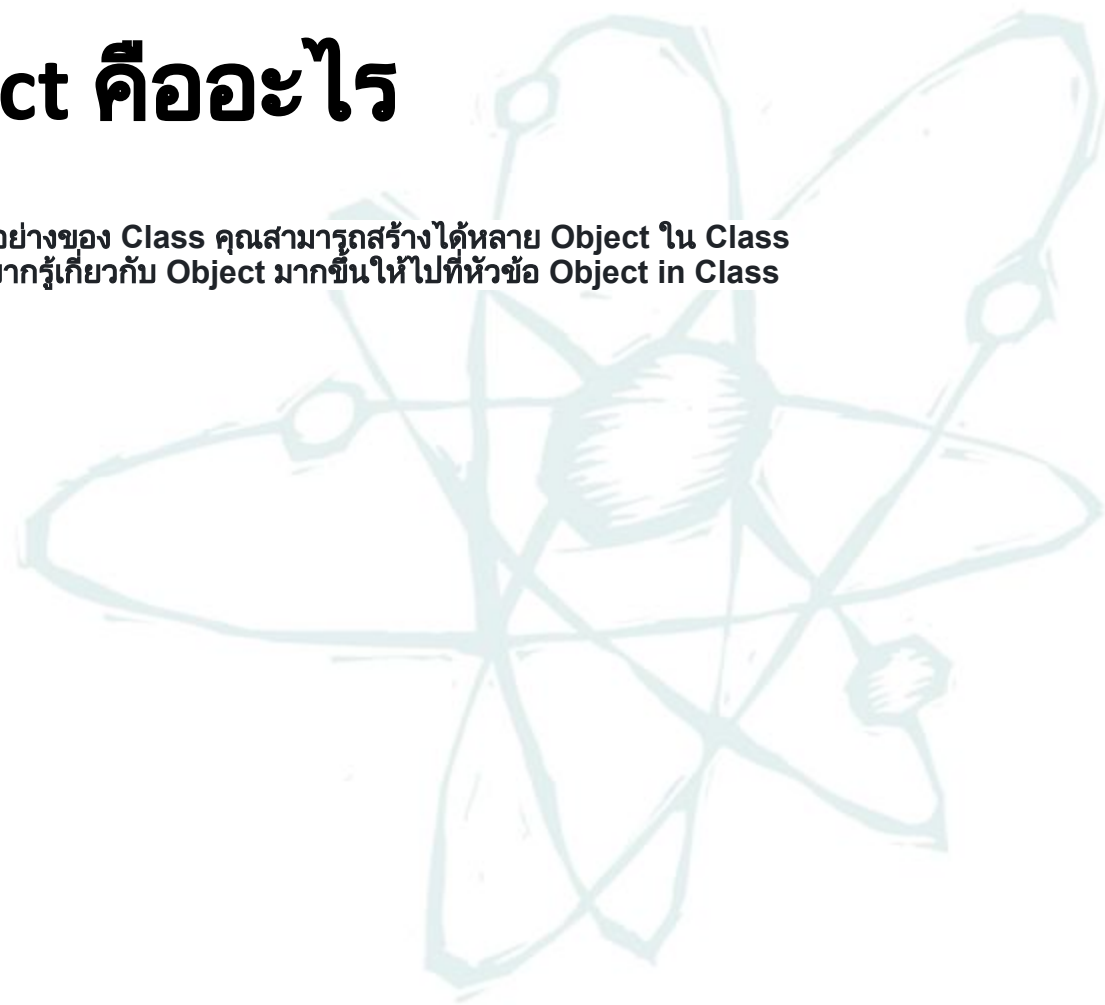 ct คืออะไร
อย่างของ Class คุณสามารถสร้างได้หลาย Object ใน Class
ยากรู้เกี่ยวกับ Object มากขึ้นให้ไปที่หัวข้อ Object in Class